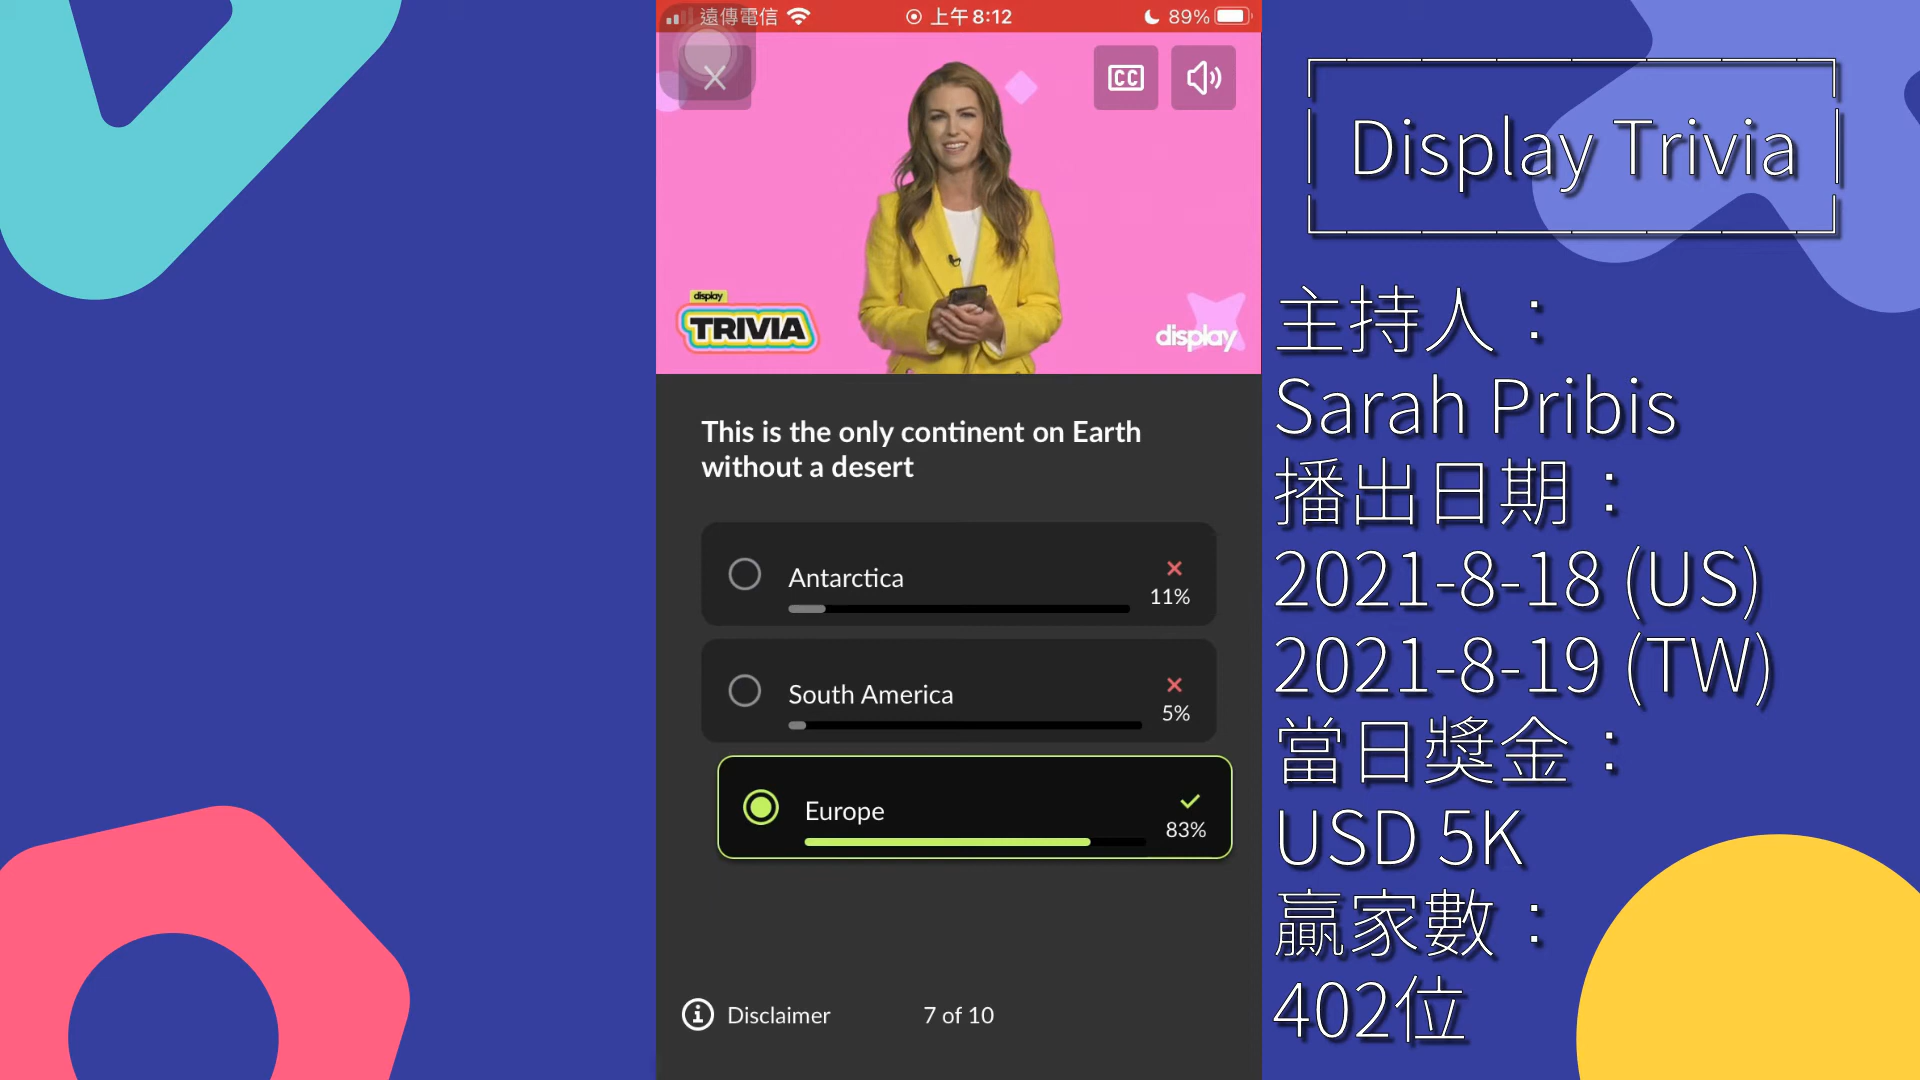 遠傳電信
上午8:12
89%
CC
display
TRIVIA
display
This is the only continent on Earth
without a desert
Antarctica
11%
South America
5%
Europe
83%
Disclaimer
7 of 10
Display Trivia
主持人：
Sarah Pribis
播出日期：
2021-8-18 (US)
2021-8-19 (TW)
當日獎金：
USD 5K
贏家數：
402位